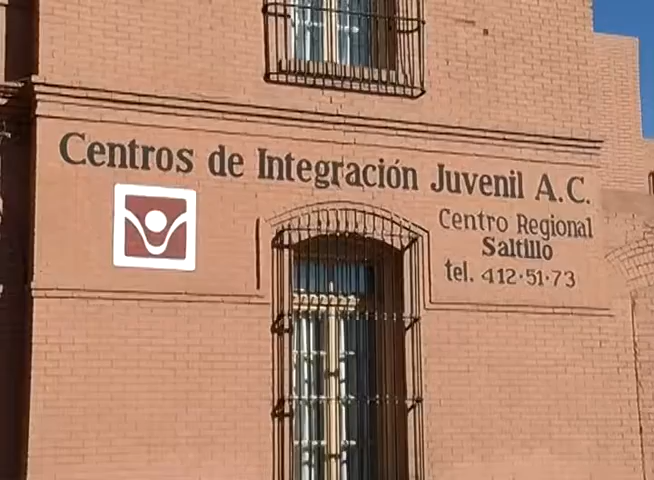 Centros de Integración Juvenil A.C.
Centro Regional
Saltillo
tel. 412·51·73